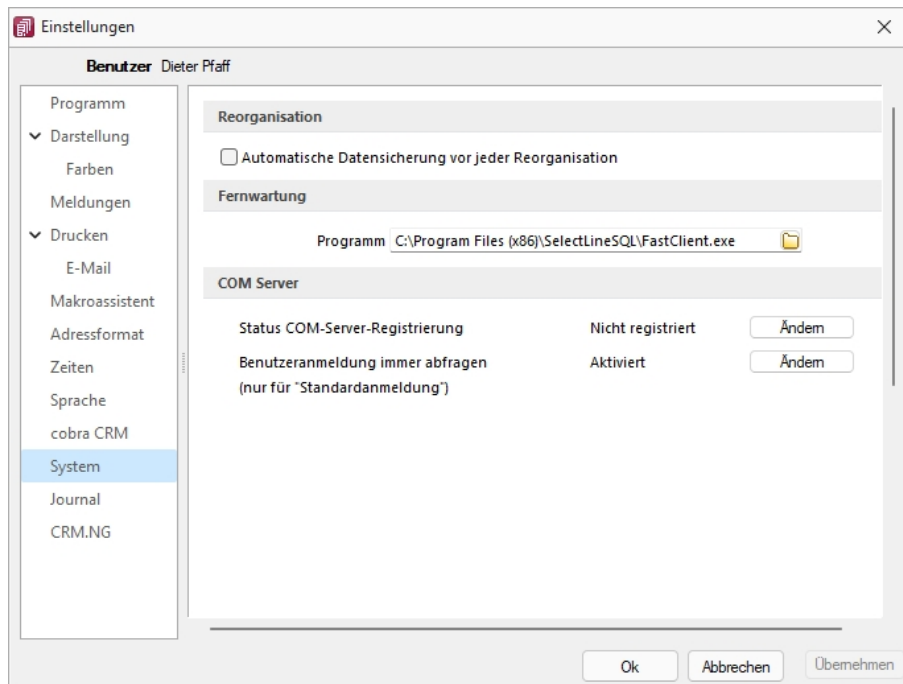 Einstellungen
Benutzer Dieter Pfaff
Programm
Darstellung
Farben
Meldungen
Drucken
E-Mail
Makroassistent
Adressformat
Zeiten
Sprache
cobra CRM
System
Journal
CRM.NG
Reorganisation
Automatische Datensicherung vor jeder Reorganisation
Fernwartung
Programm C:\Program Files (x86)\SelectLineSQL\FastClient.exe
COM Server
Status COM-Server-Registrierung Nicht registriert Ändern
Benutzeranmeldung immer abfragen Aktiviert Ändern
(nur für "Standardanmeldung")
Ok Abbrechen Übernehmen